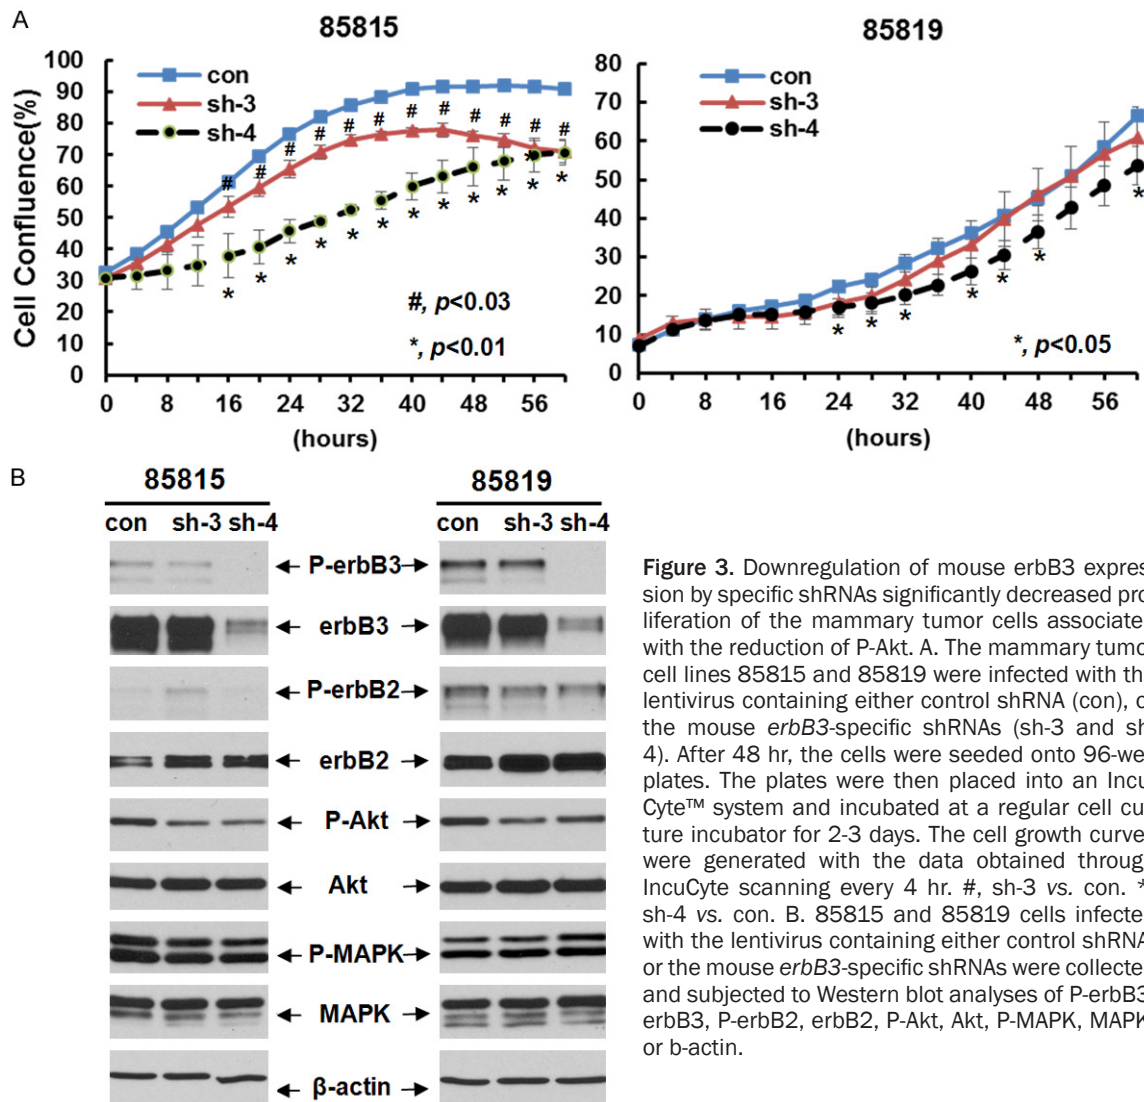 A
85815
85819
Cell Confluence(%)
100
90
80
70
60
50
40
30
20
10
0
con
sh-3
sh-4
# # # # # # # # # # # #
* * * * * * * * * * * *
#, p<0.03
*, p<0.01
0 8 16 24 32 40 48 56
(hours)
80
70
60
50
40
30
20
10
0
con
sh-3
sh-4
* * * * * * *
*, p<0.05
0 8 16 24 32 40 48 56
(hours)
B
85815
85819
con sh-3 sh-4
con sh-3 sh-4
P-erbB3
erbB3
P-erbB2
erbB2
P-Akt
Akt
P-MAPK
MAPK
β-actin
Figure 3. Downregulation of mouse erbB3 expres
sion by specific shRNAs significantly decreased pro
liferation of the mammary tumor cells associate
with the reduction of P-Akt. A. The mammary tumo
cell lines 85815 and 85819 were infected with th
lentivirus containing either control shRNA (con), o
the mouse erbB3-specific shRNAs (sh-3 and sh
4). After 48 hr, the cells were seeded onto 96-we
plates. The plates were then placed into an Incu
Cyte™ system and incubated at a regular cell cu
ture incubator for 2-3 days. The cell growth curve
were generated with the data obtained throug
IncuCyte scanning every 4 hr. #, sh-3 vs. con. *
sh-4 vs. con. B. 85815 and 85819 cells infecte
with the lentivirus containing either control shRNA
or the mouse erbB3-specific shRNAs were collecte
and subjected to Western blot analyses of P-erbB3
erbB3, P-erbB2, erbB2, P-Akt, Akt, P-MAPK, MAPK
or b-actin.